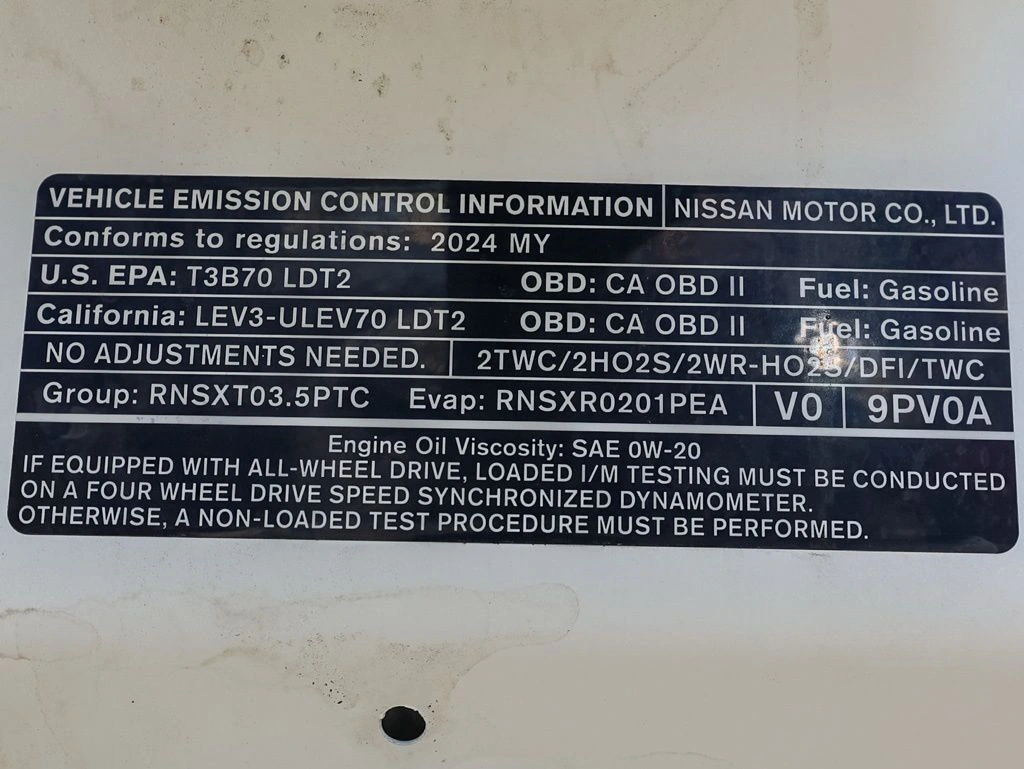 VEHICLE EMISSION CONTROL INFORMATION NISSAN MOTOR CO., LTD.
Conforms to regulations: 2024 MY
U.S. EPA: T3B70 LDT2 OBD: CA OBD II Fuel: Gasoline
California: LEV3-ULEV70 LDT2 OBD: CA OBD II Fuel: Gasoline
NO ADJUSTMENTS NEEDED. 2TWC/2HO2S/2WR-HO2S/DFI/TWC
Group: RNSXT03.5PTC Evap: RNSXR0201PEA V0 9PV0A
Engine Oil Viscosity: SAE 0W-20
IF EQUIPPED WITH ALL-WHEEL DRIVE, LOADED I/M TESTING MUST BE CONDUCTED
ON A FOUR WHEEL DRIVE SPEED SYNCHRONIZED DYNAMOMETER.
OTHERWISE, A NON-LOADED TEST PROCEDURE MUST BE PERFORMED.